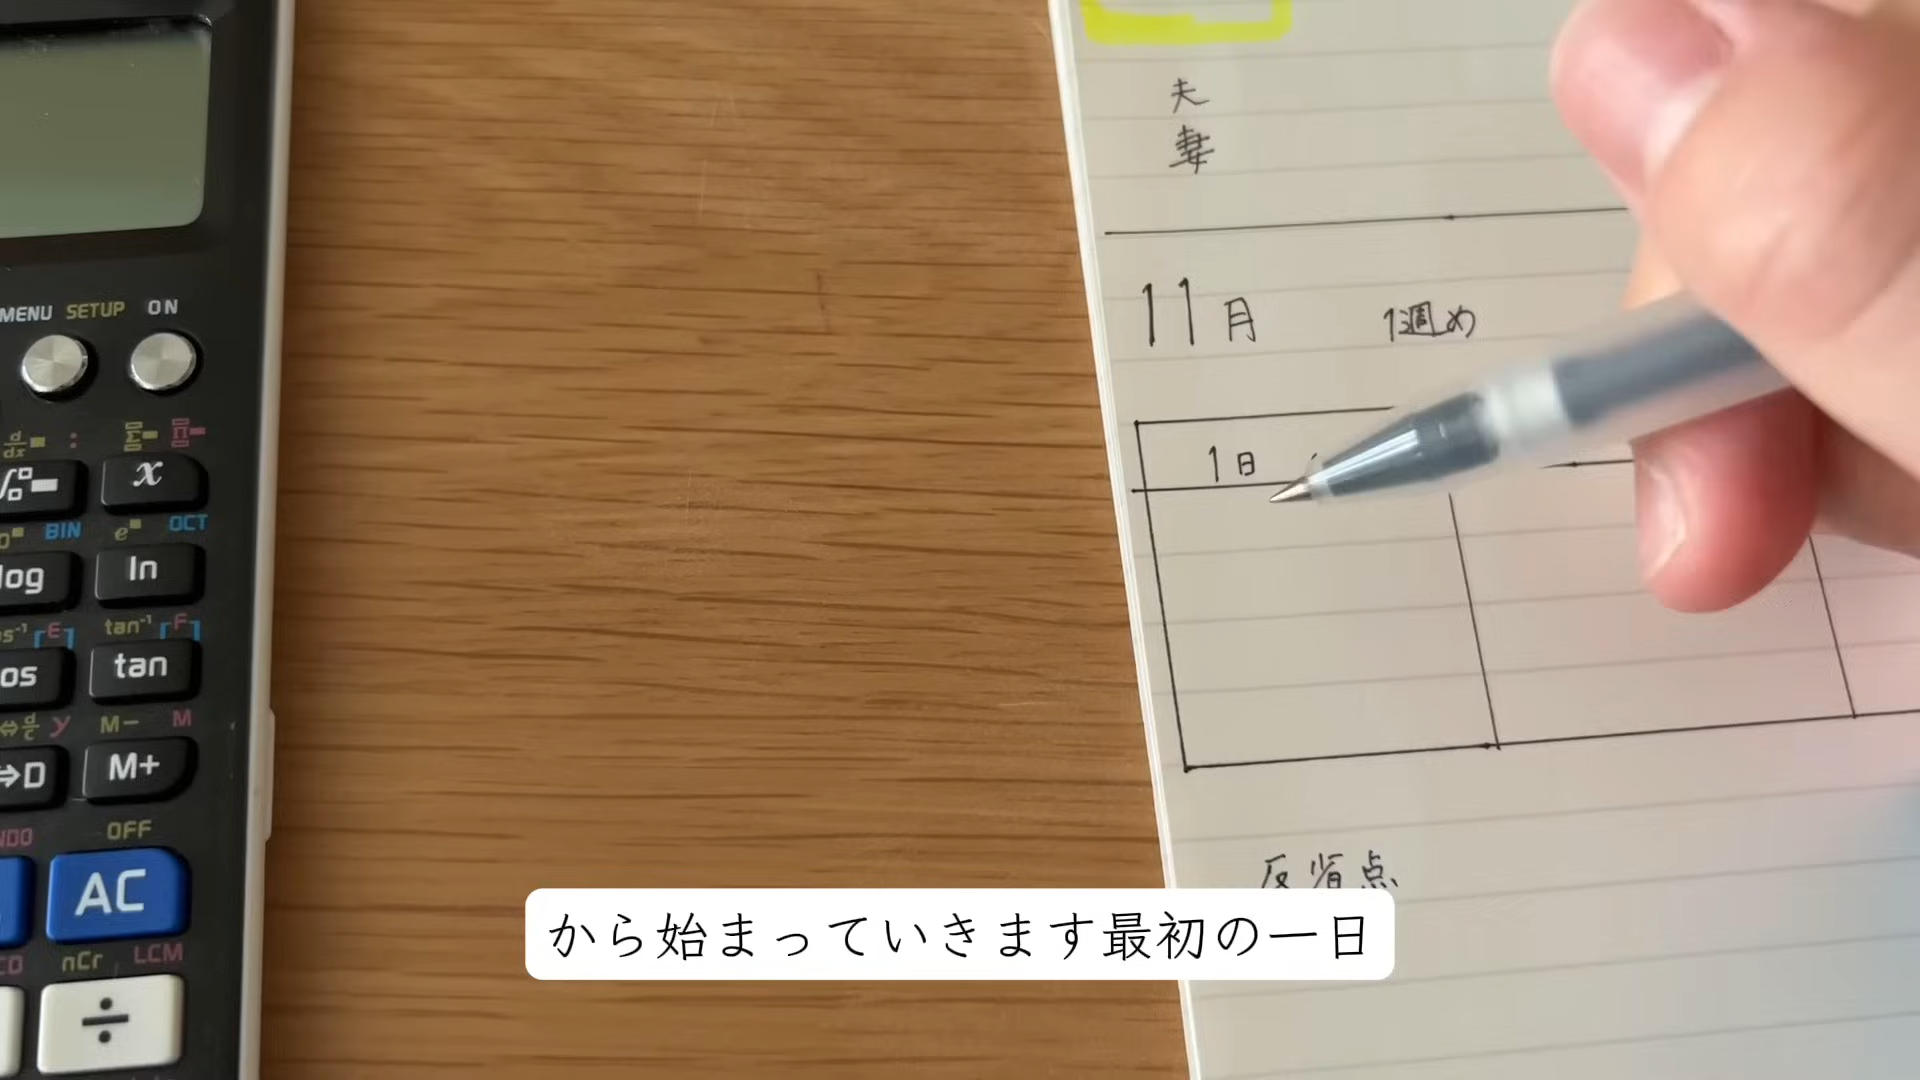 MENU SETUP ON
x
BIN OCT
log ln
tan⁻¹ F
E
tan
M− M
M+
OFF
AC
nCr LCM
÷
夫
妻
11月 1週め
1日
反省点
から始まっていきます最初の一日